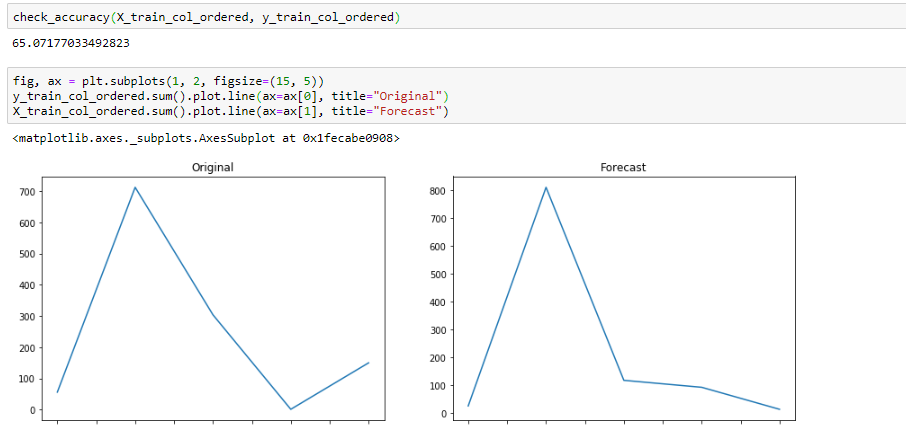 check_accuracy(X_train_col_ordered, y_train_col_ordered)
65.07177033492823
fig, ax = plt.subplots(1, 2, figsize=(15, 5))
y_train_col_ordered.sum().plot.line(ax=ax[0], title="Original")
X_train_col_ordered.sum().plot.line(ax=ax[1], title="Forecast")
<matplotlib.axes._subplots.AxesSubplot at 0x1fecabe0908>
Original
700
600
500
400
300
200
100
0
Forecast
800
700
600
500
400
300
200
100
0